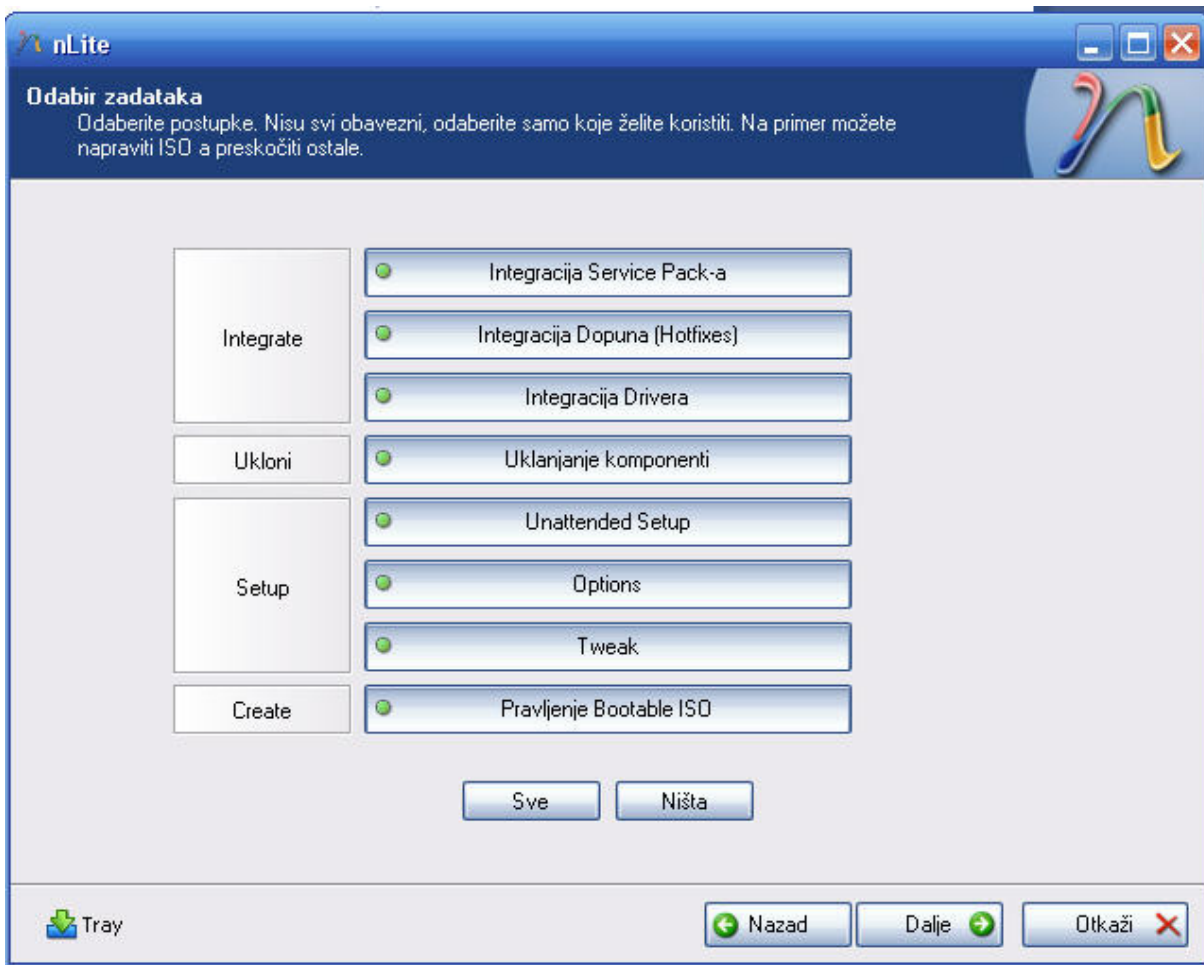 nLite
Odabir zadataka
Odaberite postupke. Nisu svi obavezni, odaberite samo koje želite koristiti. Na primer možete
napraviti ISO a preskočiti ostale.
Integrate
Integracija Service Pack-a
Integracija Dopuna (Hotfixes)
Integracija Drivera
Ukloni
Uklanjanje komponenti
Setup
Unattended Setup
Options
Tweak
Create
Pravljenje Bootable ISO
Sve
Ništa
Tray
Nazad
Dalje
Otkaži